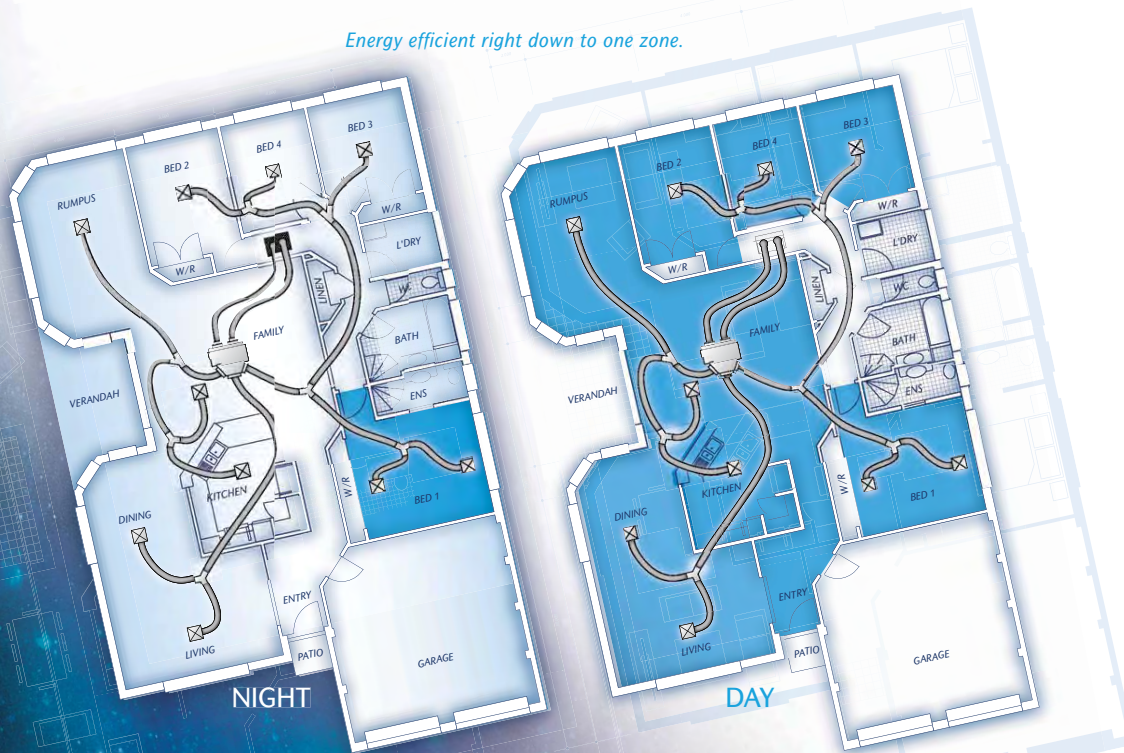 Energy efficient right down to one zone.
BED 3
BED 4
BED 2
RUMPUS
W/R
L'DRY
W/R
LINEN
WC
FAMILY
BATH
VERANDAH
ENS
W/R
KITCHEN
BED 1
DINING
ENTRY
LIVING
PATIO
GARAGE
NIGHT
BED 3
BED 4
BED 2
RUMPUS
W/R
L'DRY
W/R
LINEN
WC
FAMILY
BATH
VERANDAH
ENS
W/R
KITCHEN
BED 1
DINING
ENTRY
LIVING
PATIO
GARAGE
DAY